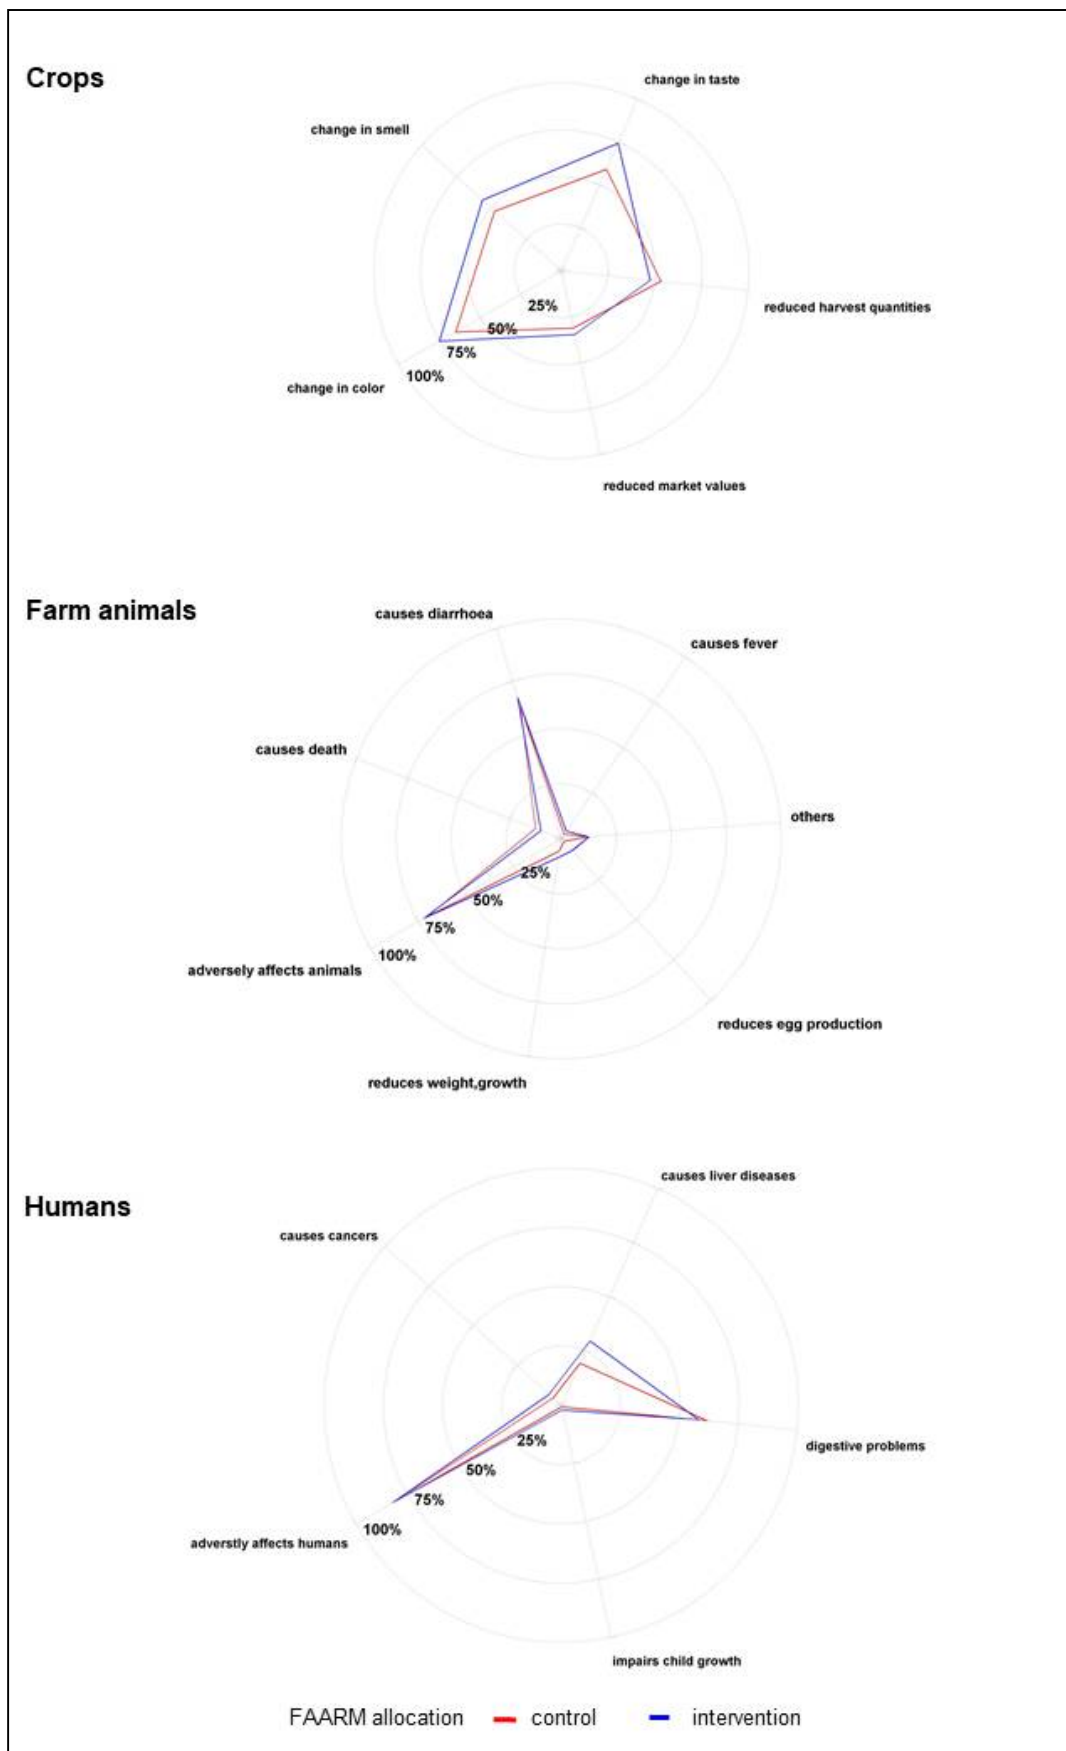 Crops
change in taste
change in smell
reduced harvest quantities
25%
50%
75%
100%
change in color
reduced market values
Farm animals
causes diarrhoea
causes fever
causes death
others
25%
50%
75%
100%
adversely affects animals
reduces egg production
reduces weight,growth
Humans
causes liver diseases
causes cancers
digestive problems
25%
50%
75%
100%
adverstly affects humans
impairs child growth
FAARM allocation control intervention